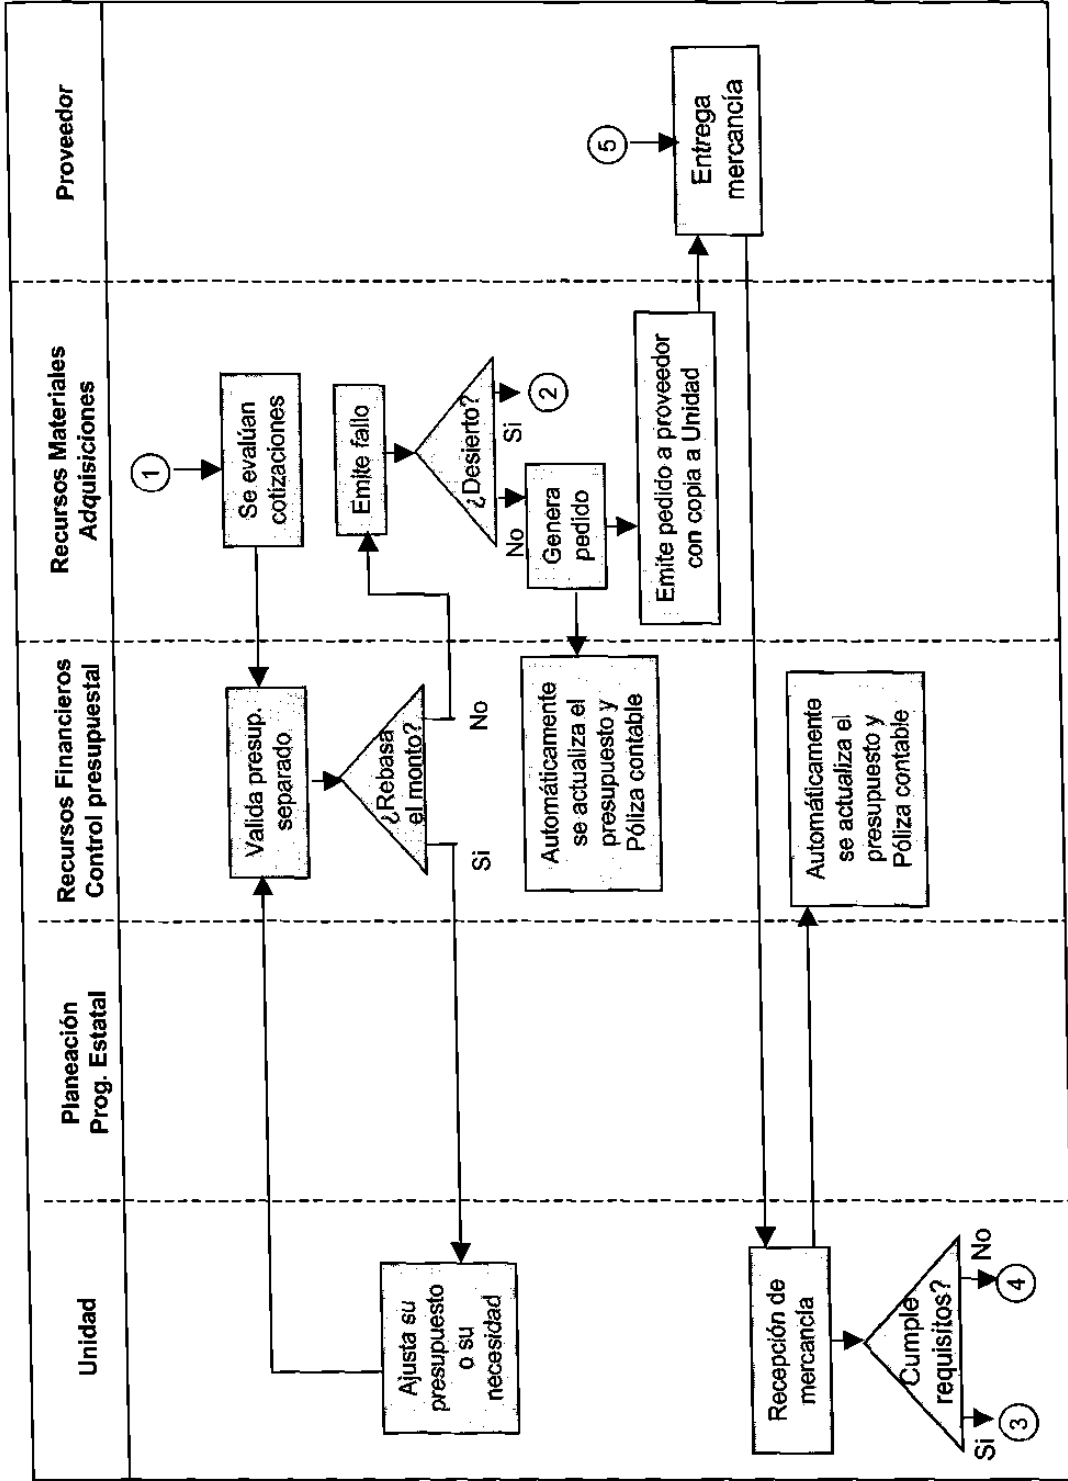 Unidad
Planeación
Prog. Estatal
Recursos Financieros
Control presupuestal
Recursos Materiales
Adquisiciones
Proveedor
1
Se evalúan
cotizaciones
Valida presup.
separado
¿Rebasa
el monto?
Si
No
Ajusta su
presupuesto
o su
necesidad
Emite fallo
¿Desierto?
No
Si
2
Genera
pedido
Automáticamente
se actualiza el
presupuesto y
Póliza contable
Emite pedido a proveedor
con copia a Unidad
5
Entrega
mercancía
Recepción de
mercancía
Automáticamente
se actualiza el
presupuesto y
Póliza contable
Cumple
requisitos?
Si
No
3
4